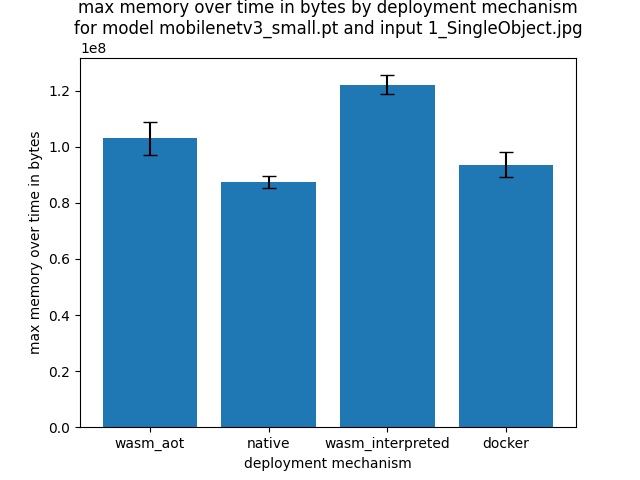 max memory over time in bytes by deployment mechanism
for model mobilenetv3_small.pt and input 1_SingleObject.jpg
1e8
1.2
1.0
0.8
0.6
0.4
0.2
0.0
max memory over time in bytes
wasm_aot native wasm_interpreted docker
deployment mechanism